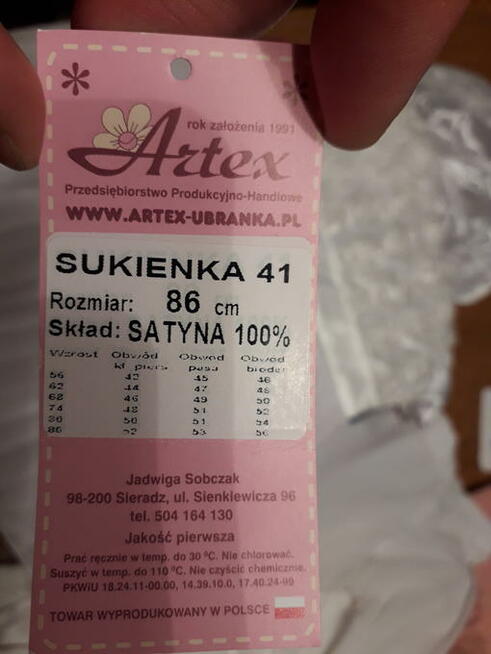 rok założenia 1991
Artex
Przedsiębiorstwo Produkcyjno-Handlowe
WWW.ARTEX-UBRANKA.PL
SUKIENKA 41
Rozmiar: 86 cm
Skład: SATYNA 100%
Wzrost Obwód Obwód Obwód
kl piers pasa bioder
56 42 45 46
62 44 47 48
68 46 49 50
74 48 51 52
80 50 51 54
86 52 53 56
Jadwiga Sobczak
98-200 Sieradz, ul. Sienkiewicza 96
tel. 504 164 130
Jakość pierwsza
Prać ręcznie w temp. do 30 ºC. Nie chlorować.
Suszyć w temp. do 110 ºC. Nie czyścić chemicznie.
PKWiU 18.24.11-00.00, 14.39.10.0, 17.40.24-99
TOWAR WYPRODUKOWANY W POLSCE